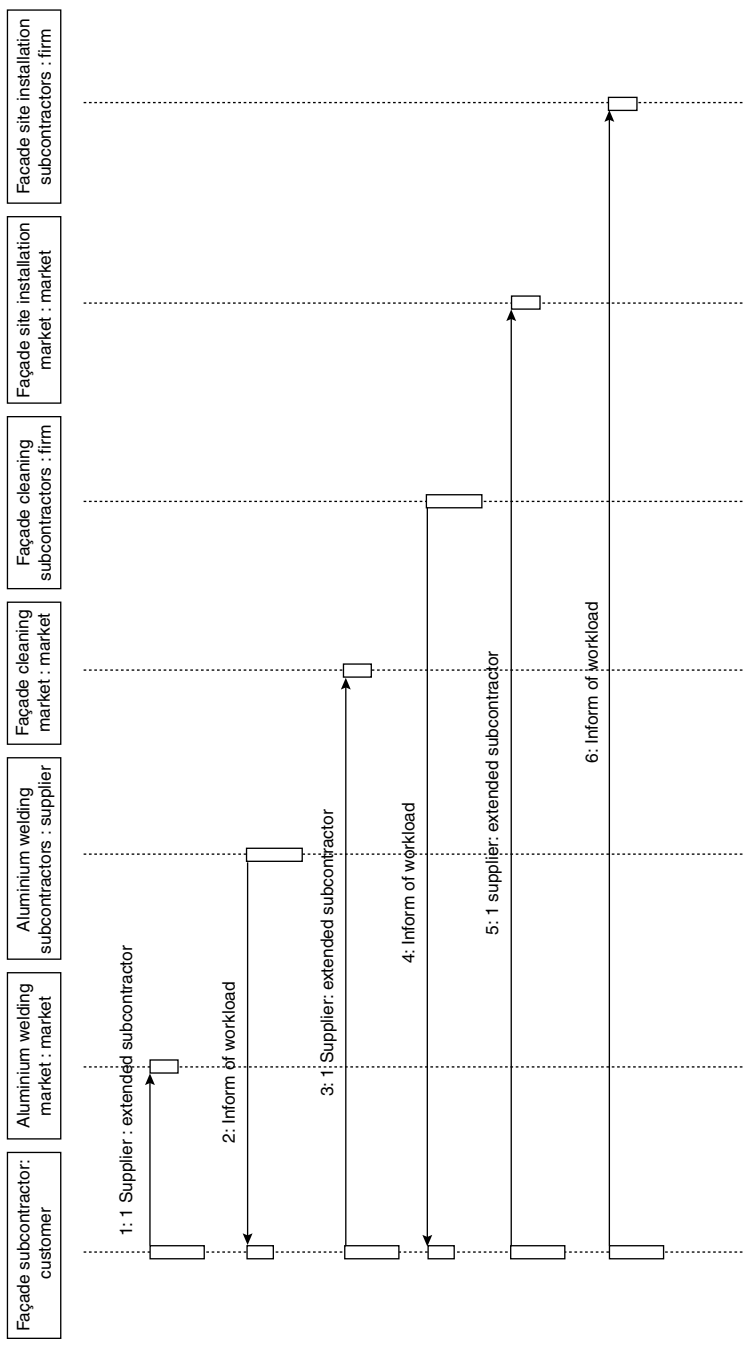 Façade subcontractor:
customer
Aluminium welding
market : market
Aluminium welding
subcontractors : supplier
Façade cleaning
market : market
Façade cleaning
subcontractors : firm
Façade site installation
market : market
Facade site installation
subcontractors : firm
1: 1 Supplier : extended subcontractor
2: Inform of workload
3: 1 Supplier: extended subcontractor
4: Inform of workload
5: 1 supplier: extended subcontractor
6: Inform of workload